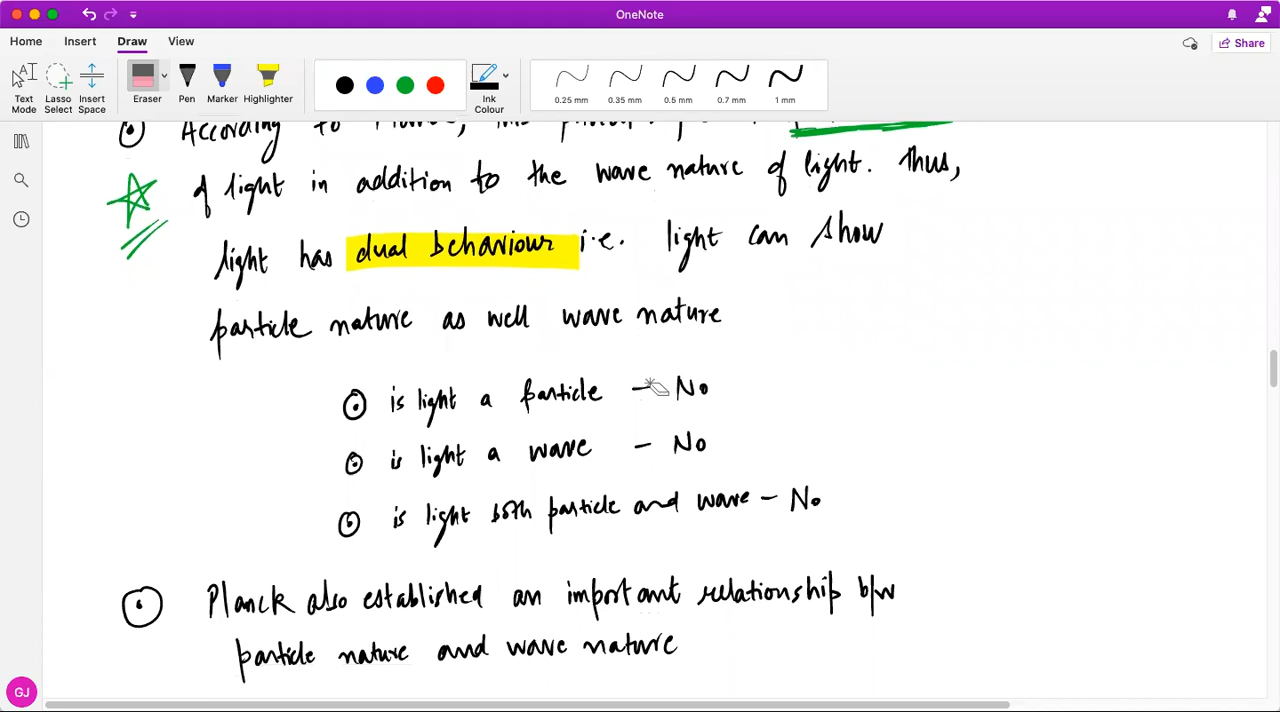 OneNote
Home Insert Draw View
Share
Text Mode
Lasso Select
Insert Space
Eraser
Pen
Marker
Highlighter
Ink Colour
0.25 mm
0.35 mm
0.5 mm
0.7 mm
1 mm
According to
of light in addition to the wave nature of light. Thus,
light has dual behaviour i.e. light can show
particle nature as well wave nature
is light a particle - No
is light a wave - No
is light both particle and wave - No
Planck also established an important relationship b/w
particle nature and wave nature
GJ